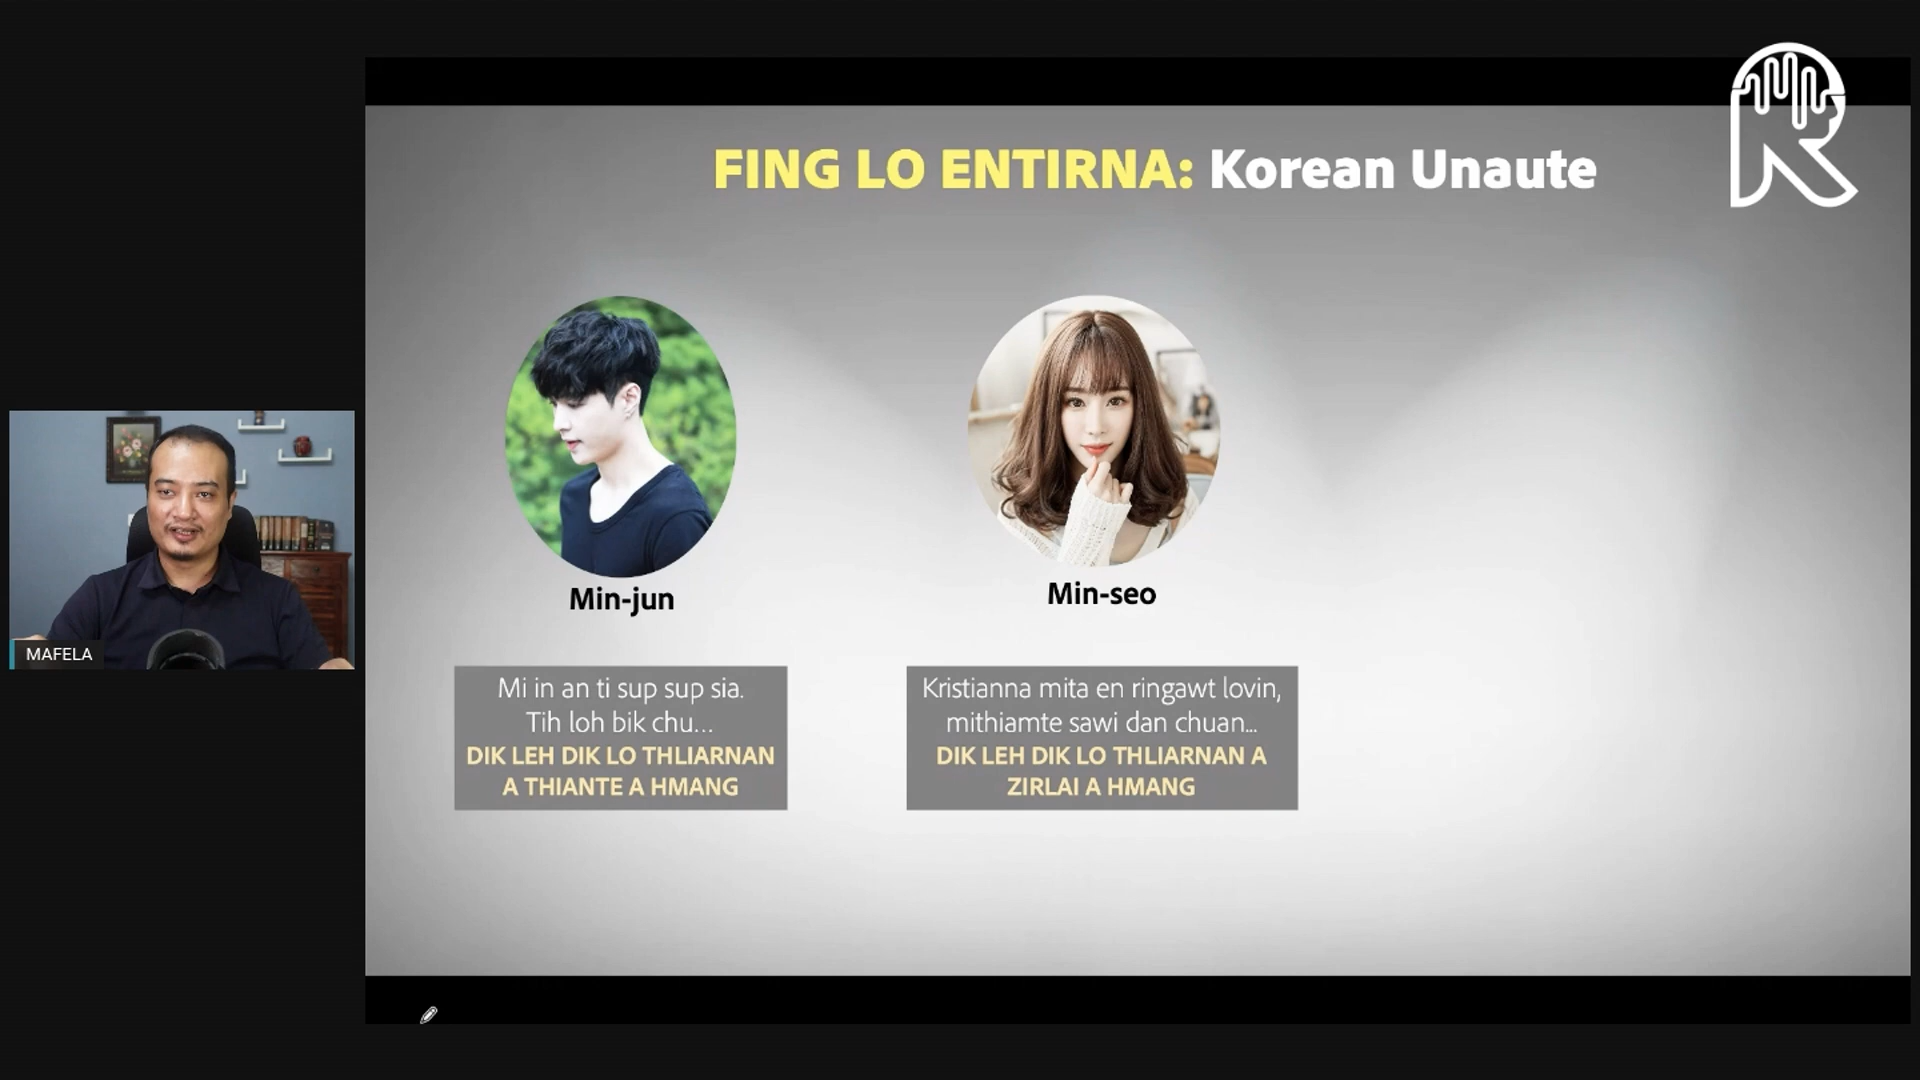 FING LO ENTIRNA: Korean Unaute
Min-jun
Min-seo
MAFELA
Mi in an ti sup sup sia.
Tih loh bik chu...
DIK LEH DIK LO THLIARNAN
A THIANTE A HMANG
Kristianna mita en ringawt lovin,
mithiamte sawi dan chuan...
DIK LEH DIK LO THLIARNAN A
ZIRLAI A HMANG